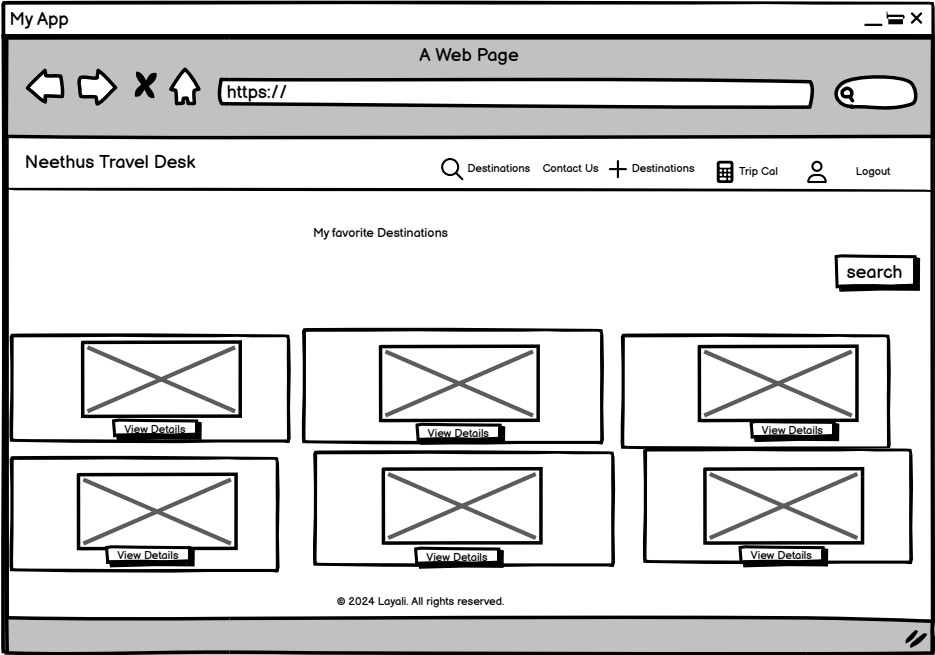 My App
A Web Page
https://
Neethus Travel Desk
Destinations
Contact Us
Destinations
Trip Cal
Logout
My favorite Destinations
search
View Details
View Details
View Details
View Details
View Details
View Details
© 2024 Layali. All rights reserved.